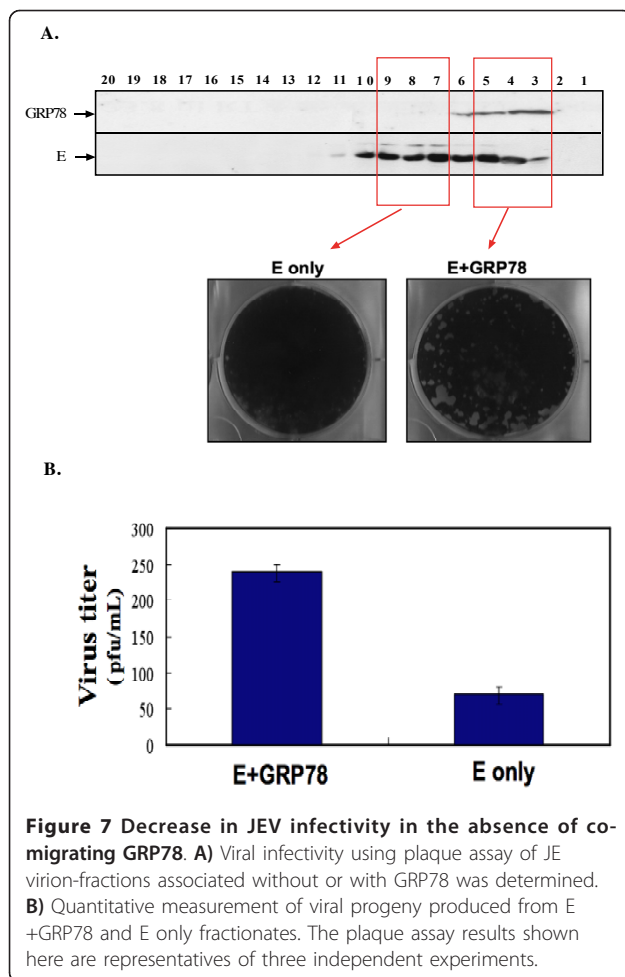 A.
20 19 18 17 16 15 14 13 12 11 10 9 8 7 6 5 4 3 2 1
GRP78
E
E only
E+GRP78
B.
Virus titer
(pfu/mL)
300
250
200
150
100
50
0
E+GRP78
E only
Figure 7 Decrease in JEV infectivity in the absence of co-
migrating GRP78. A) Viral infectivity using plaque assay of JE
virion-fractions associated without or with GRP78 was determined.
B) Quantitative measurement of viral progeny produced from E
+GRP78 and E only fractionates. The plaque assay results shown
here are representatives of three independent experiments.